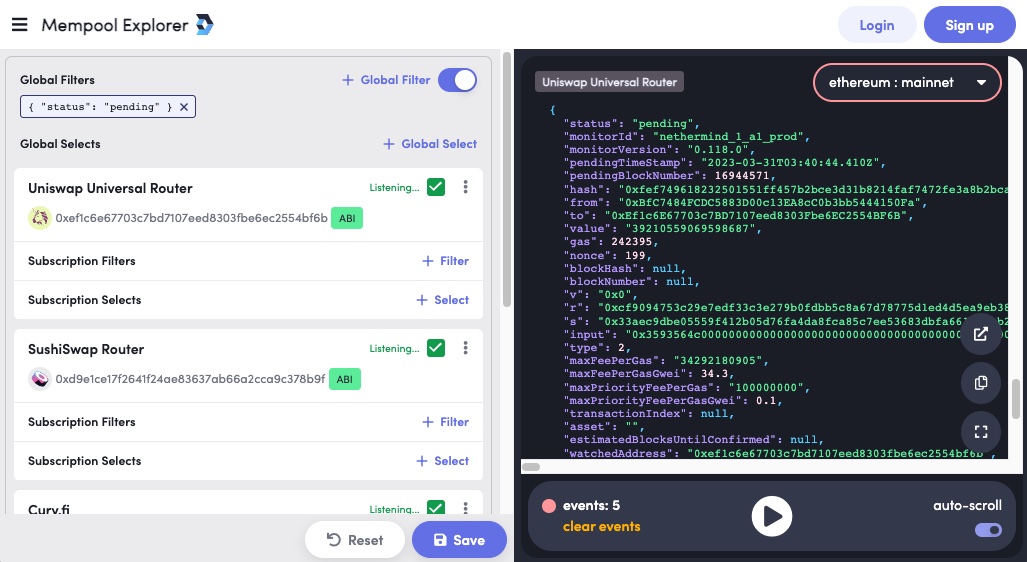 Mempool Explorer
Login
Sign up
Global Filters
+ Global Filter
{ "status": "pending" } ✕
Global Selects
+ Global Select
Uniswap Universal Router
Listening...
0xef1c6e67703c7bd7107eed8303fbe6ec2554bf6b ABI
Subscription Filters
+ Filter
Subscription Selects
+ Select
SushiSwap Router
Listening...
0xd9e1ce17f2641f24ae83637ab66a2cca9c378b9f ABI
Subscription Filters
+ Filter
Subscription Selects
+ Select
Curv.fi
Listening...
Reset
Save
Uniswap Universal Router
ethereum : mainnet
{
"status": "pending",
"monitorId": "nethermind_1_a1_prod",
"monitorVersion": "0.118.0",
"pendingTimeStamp": "2023-03-31T03:40:44.410Z",
"pendingBlockNumber": 16944571,
"hash": "0xfef749618232501551ff457b2bce3d31b8214faf7472fe3a8b2bca
"from": "0xBfC7484FCDC5883D00c13EA8cC0b3bb5444150Fa",
"to": "0xEf1c6E67703c7BD7107eed8303Fbe6EC2554BF6B",
"value": "39210559069598687",
"gas": 242395,
"nonce": 199,
"blockHash": null,
"blockNumber": null,
"v": "0x0",
"r": "0xcf9094753c29e7edf33c3e279b0fdbb5c8a67d78775d1ed4d5ea9eb38
"s": "0x33aec9dbe05559f412b05d76fa4da8fca85c7ee53683dbfa66
"input": "0x3593564c000000000000000000000000000000000000
"type": 2,
"maxFeePerGas": "34292180905",
"maxFeePerGasGwei": 34.3,
"maxPriorityFeePerGas": "100000000",
"maxPriorityFeePerGasGwei": 0.1,
"transactionIndex": null,
"asset": "",
"estimatedBlocksUntilConfirmed": null,
"watchedAddress": "0xef1c6e67703c7bd7107eed8303fbe6ec2554bf6b",
events: 5
clear events
auto-scroll